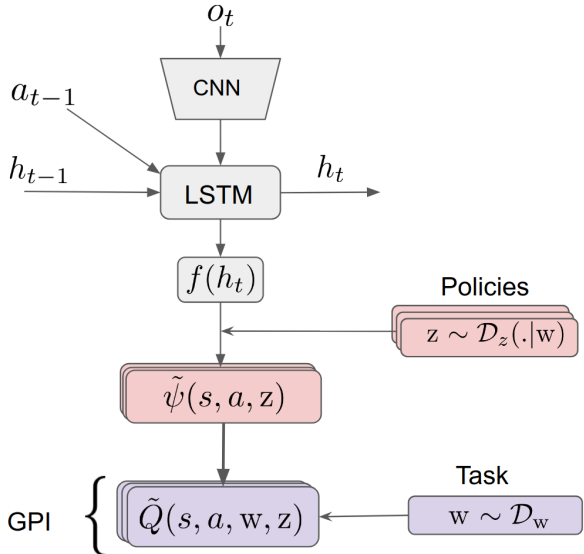 o_t
CNN
a_{t-1}
h_{t-1}
LSTM
h_t
f(h_t)
Policies
z ∼ 𝒟_z(.|w)
ψ̃(s, a, z)
Task
GPI
{
Q̃(s, a, w, z)
w ∼ 𝒟_w